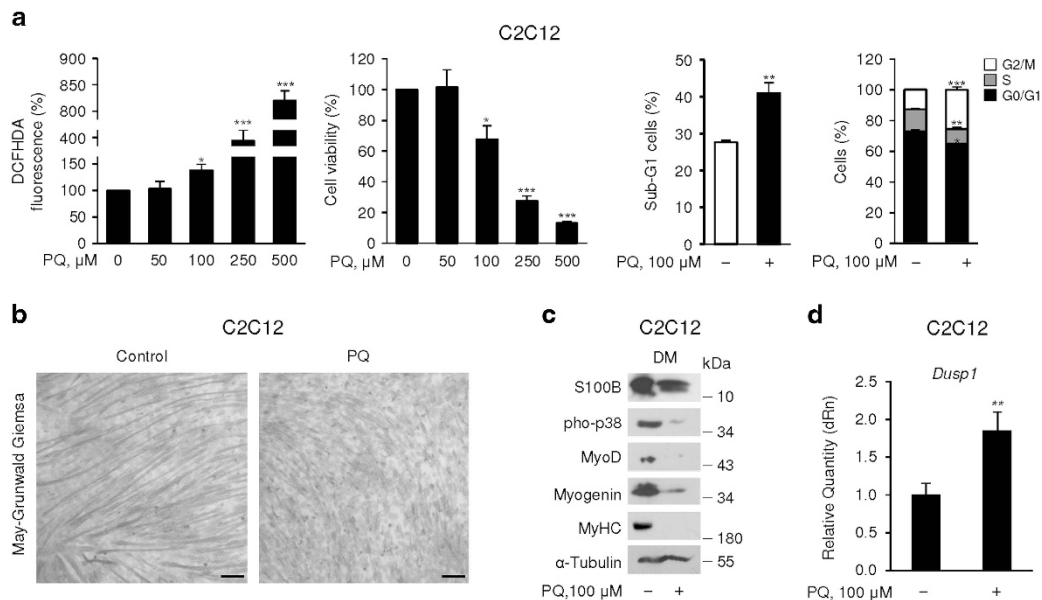 a
C2C12
DCFHDA
fluorescence (%)
900
850
800
400
350
150
100
50
0
*
***
***
PQ, µM
0 50 100 250 500
Cell viability (%)
120
100
80
60
40
20
0
*
***
***
PQ, µM
0 50 100 250 500
Sub-G1 cells (%)
50
40
30
20
10
0
**
PQ, 100 µM – +
Cells (%)
120
100
80
60
40
20
0
***
**
*
G2/M
S
G0/G1
PQ, 100 µM – +
b
C2C12
Control PQ
May-Grunwald Giemsa
c
C2C12
DM kDa
S100B
– 10
pho-p38
– 34
MyoD
– 43
Myogenin
– 34
MyHC
– 180
α-Tubulin – 55
PQ,100 µM – +
d
C2C12
Dusp1
Relative Quantity (dRn)
2.5
2.0
1.5
1.0
0.5
0.0
**
PQ, 100 µM – +